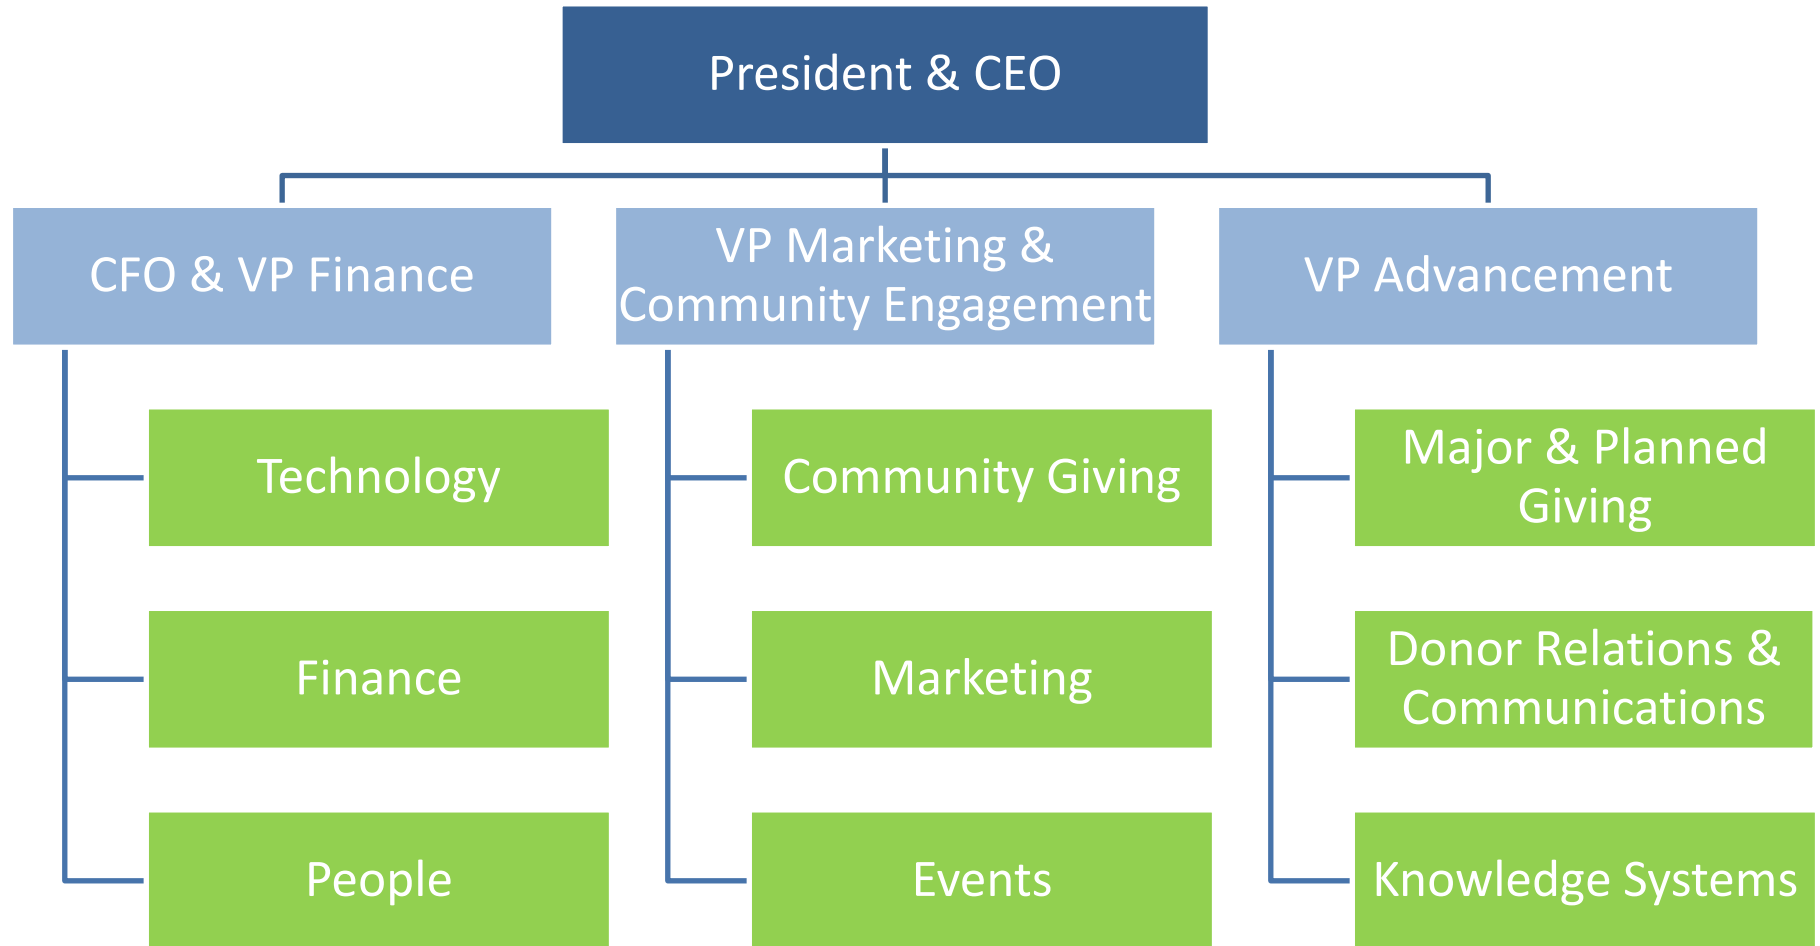 President & CEO
CFO & VP Finance
VP Marketing &
Community Engagement
VP Advancement
Technology
Finance
People
Community Giving
Marketing
Events
Major & Planned
Giving
Donor Relations &
Communications
Knowledge Systems